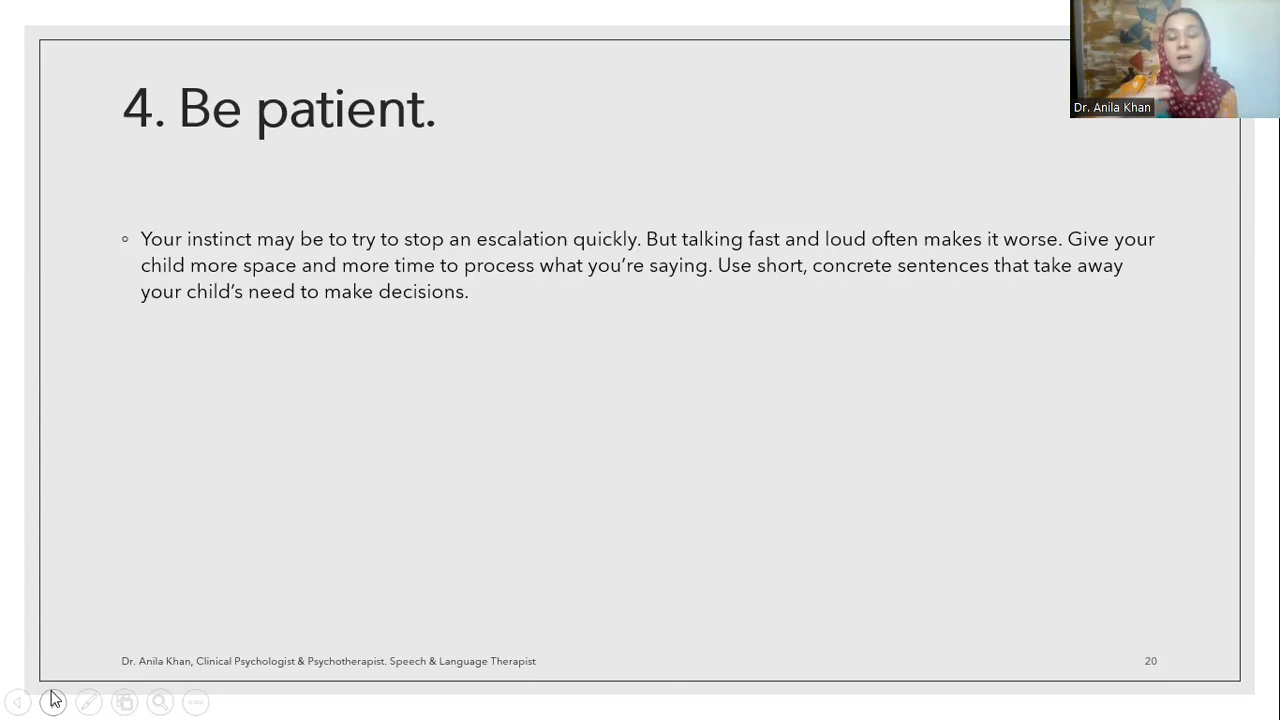 Dr. Anila Khan
4. Be patient.
Your instinct may be to try to stop an escalation quickly. But talking fast and loud often makes it worse. Give your
child more space and more time to process what you’re saying. Use short, concrete sentences that take away
your child’s need to make decisions.
Dr. Anila Khan, Clinical Psychologist & Psychotherapist. Speech & Language Therapist
20